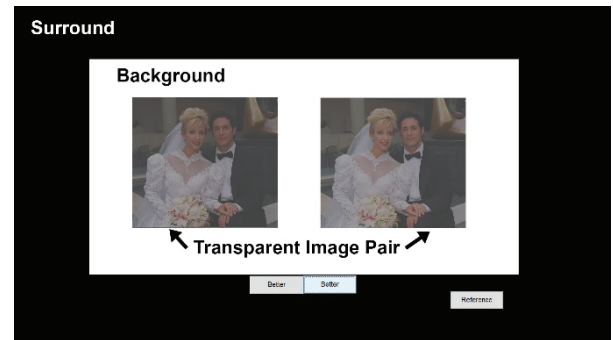 Surround
Background
Transparent Image Pair
Better Better
Reference